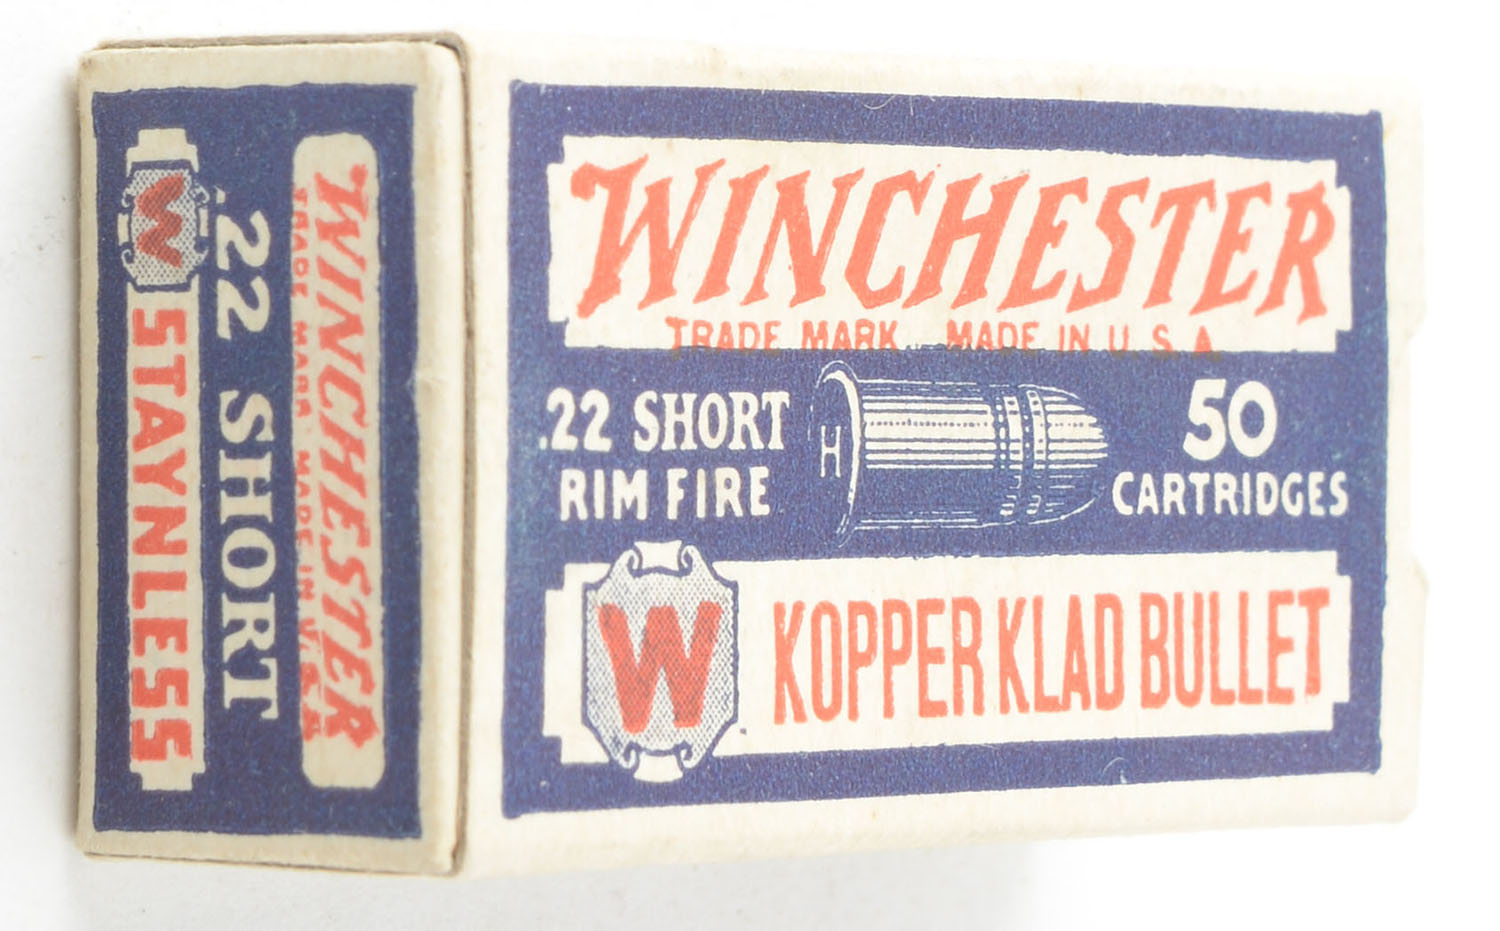 WINCHESTER
TRADE MARK MADE IN U.S.A.
.22 SHORT
W STAYNLESS
WINCHESTER
TRADE MARK MADE IN U. S. A.
.22 SHORT
RIM FIRE
H
50
CARTRIDGES
W
KOPPER KLAD BULLET